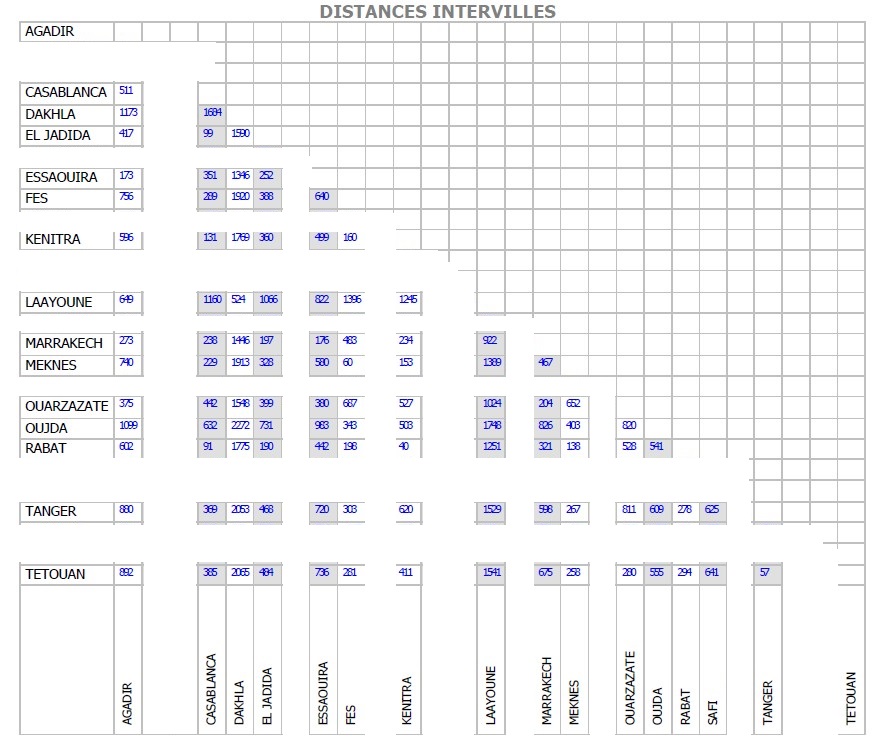 DISTANCES INTERVILLES
AGADIR
CASABLANCA 511
DAKHLA 1173 1684
EL JADIDA 417 99 1590
ESSAOUIRA 173 351 1346 252
FES 756 289 1920 388 640
KENITRA 596 131 1769 360 499 160
LAAYOUNE 649 1160 524 1066 822 1396 1245
MARRAKECH 273 238 1446 197 176 483 234 922
MEKNES 740 229 1913 328 580 60 153 1389 467
OUARZAZATE 375 442 1548 399 380 687 527 1024 204 652
OUJDA 1099 632 2272 731 983 343 503 1748 826 403 820
RABAT 602 91 1775 190 442 198 40 1251 321 138 528 541
TANGER 880 369 2053 468 720 303 620 1529 598 267 811 609 278 625
TETOUAN 892 385 2065 484 736 281 411 1541 675 258 280 555 294 641 57
AGADIR CASABLANCA DAKHLA EL JADIDA ESSAOUIRA FES KENITRA LAAYOUNE MARRAKECH MEKNES OUARZAZATE OUJDA RABAT SAFI TANGER TETOUAN